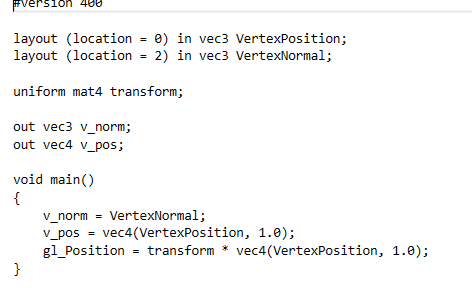 #version 400
layout (location = 0) in vec3 VertexPosition;
layout (location = 2) in vec3 VertexNormal;
uniform mat4 transform;
out vec3 v_norm;
out vec4 v_pos;
void main()
{
    v_norm = VertexNormal;
    v_pos = vec4(VertexPosition, 1.0);
    gl_Position = transform * vec4(VertexPosition, 1.0);
}